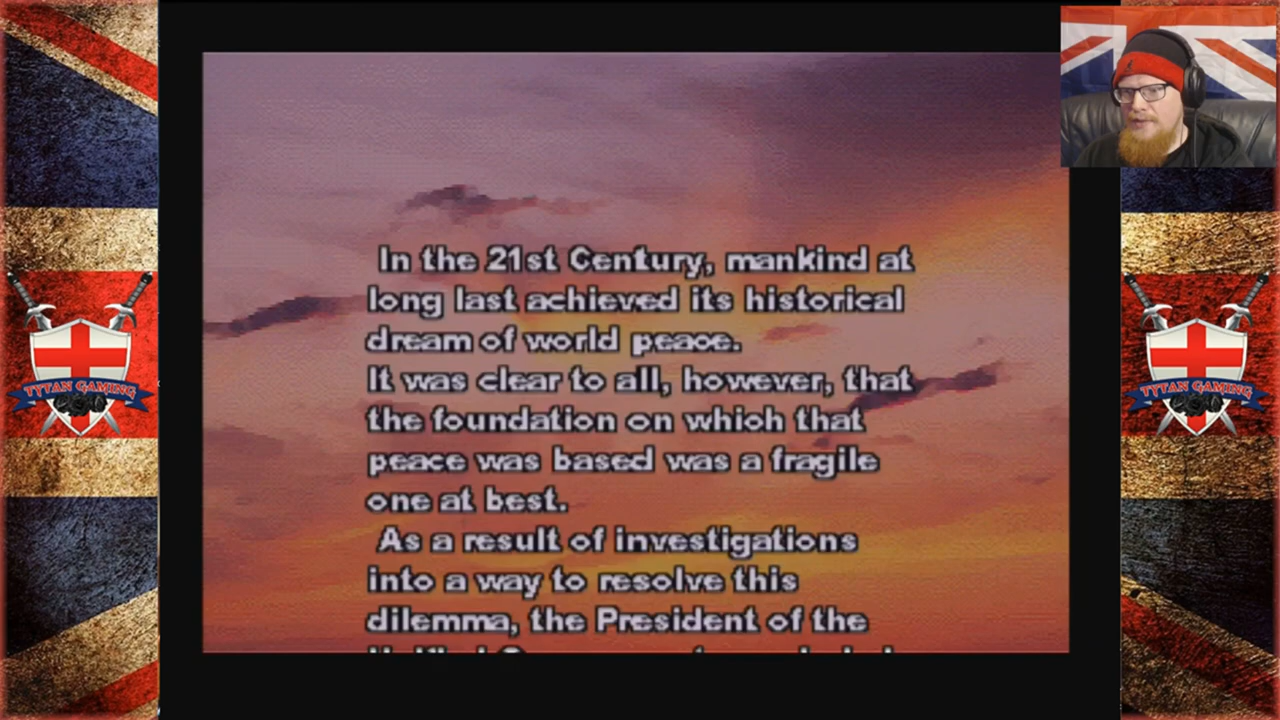 In the 21st Century, mankind at
long last achieved its historical
dream of world peace.
It was clear to all, however, that
the foundation on which that
peace was based was a fragile
one at best.
As a result of investigations
into a way to resolve this
dilemma, the President of the
TYTAN GAMING
TYTAN GAMING